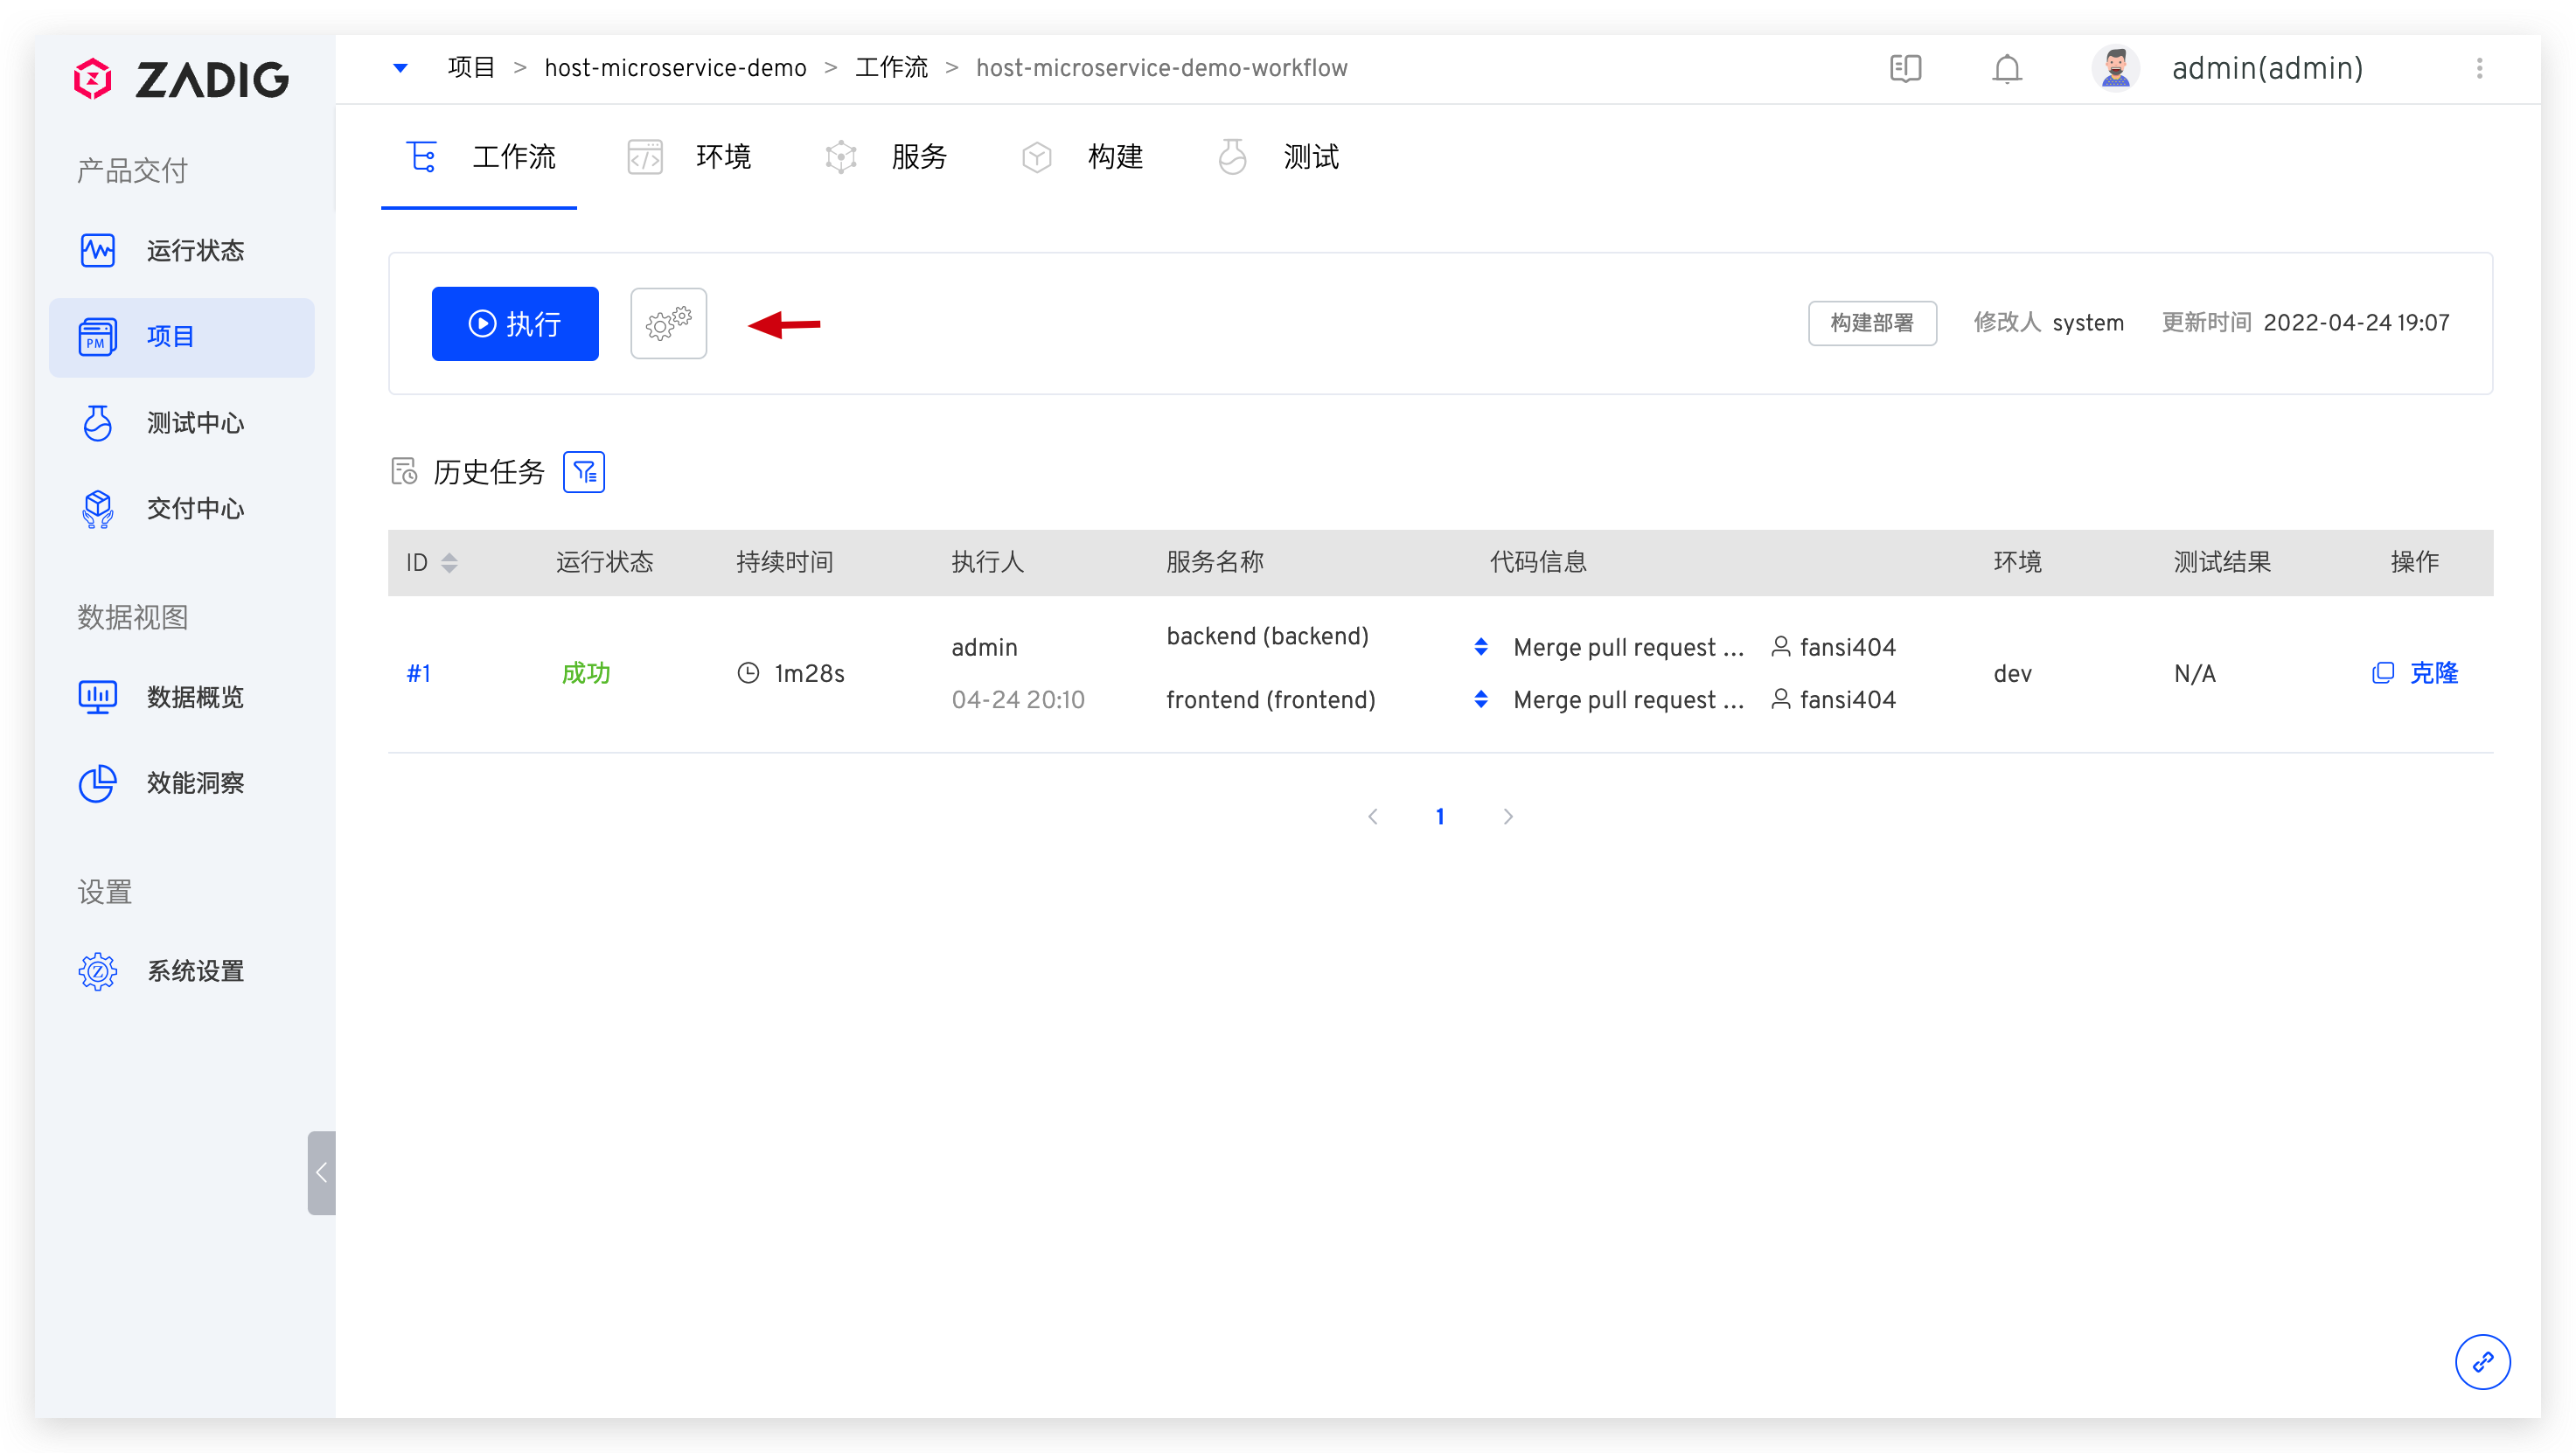 ZADIG
项目 > host-microservice-demo > 工作流 > host-microservice-demo-workflow
admin(admin)
产品交付
运行状态
PM 项目
测试中心
交付中心
数据视图
数据概览
效能洞察
设置
系统设置
工作流 环境 服务 构建 测试
执行
构建部署 修改人 system 更新时间 2022-04-24 19:07
历史任务
ID 运行状态 持续时间 执行人 服务名称 代码信息 环境 测试结果 操作
#1 成功 1m28s admin 04-24 20:10 backend (backend) Merge pull request ... fansi404 dev N/A 克隆
frontend (frontend) Merge pull request ... fansi404
< 1 >